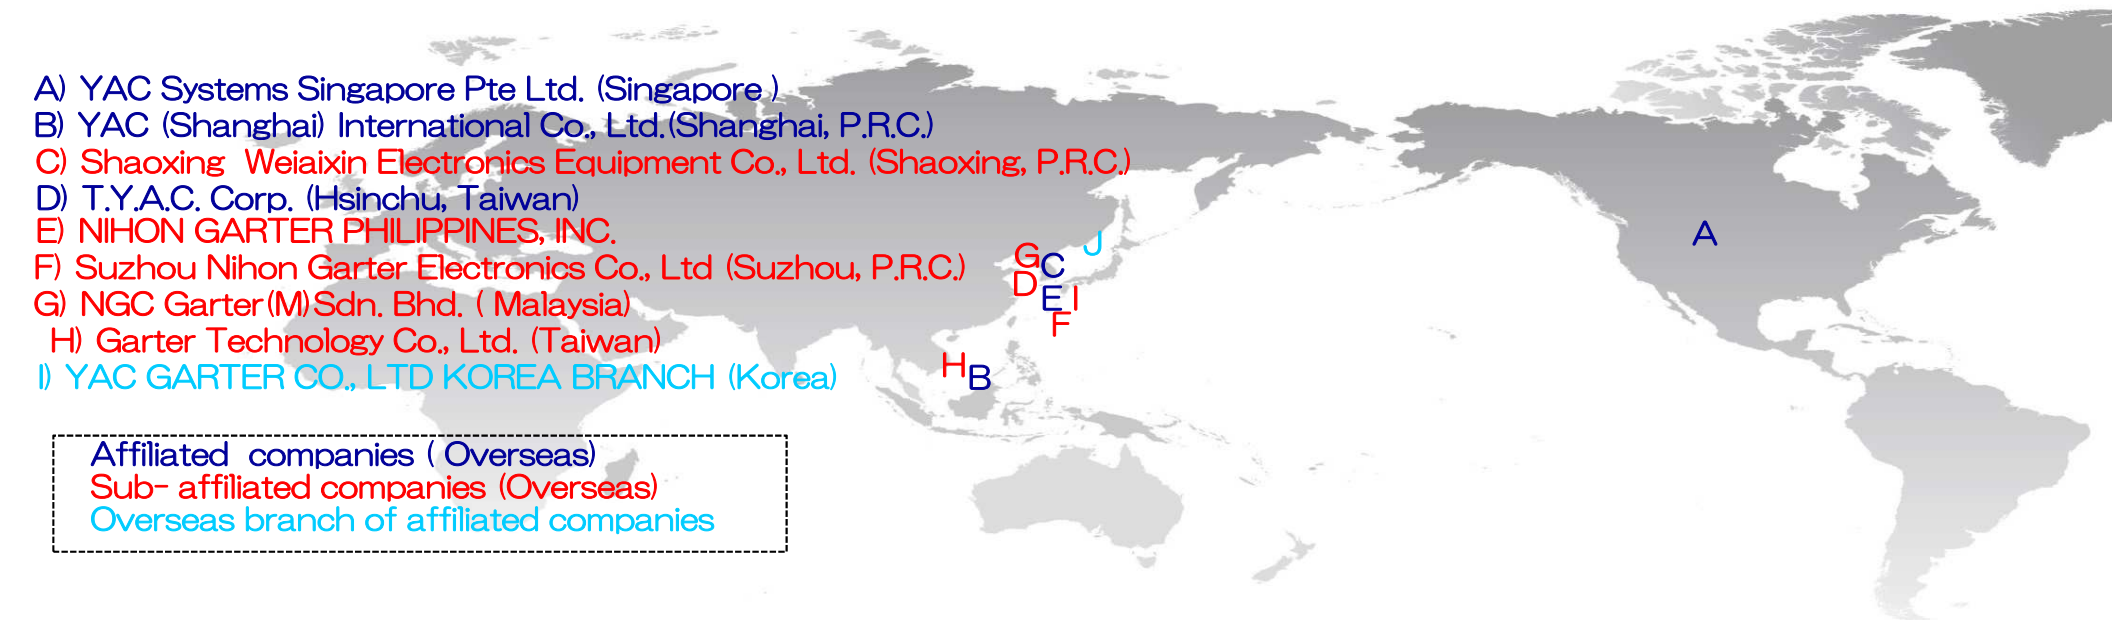 A) YAC Systems Singapore Pte Ltd. (Singapore )
B) YAC (Shanghai) International Co., Ltd.(Shanghai, P.R.C.)
C) Shaoxing  Weiaixin Electronics Equipment Co., Ltd. (Shaoxing, P.R.C.)
D) T.Y.A.C. Corp. (Hsinchu, Taiwan)
E) NIHON GARTER PHILIPPINES, INC.
F) Suzhou Nihon Garter Electronics Co., Ltd (Suzhou, P.R.C.)
G) NGC Garter(M)Sdn. Bhd. ( Malaysia)
H) Garter Technology Co., Ltd. (Taiwan)
I) YAC GARTER CO., LTD KOREA BRANCH (Korea)
Affiliated  companies ( Overseas)
Sub- affiliated companies (Overseas)
Overseas branch of affiliated companies
A
J
G C
D
E I
F
H B